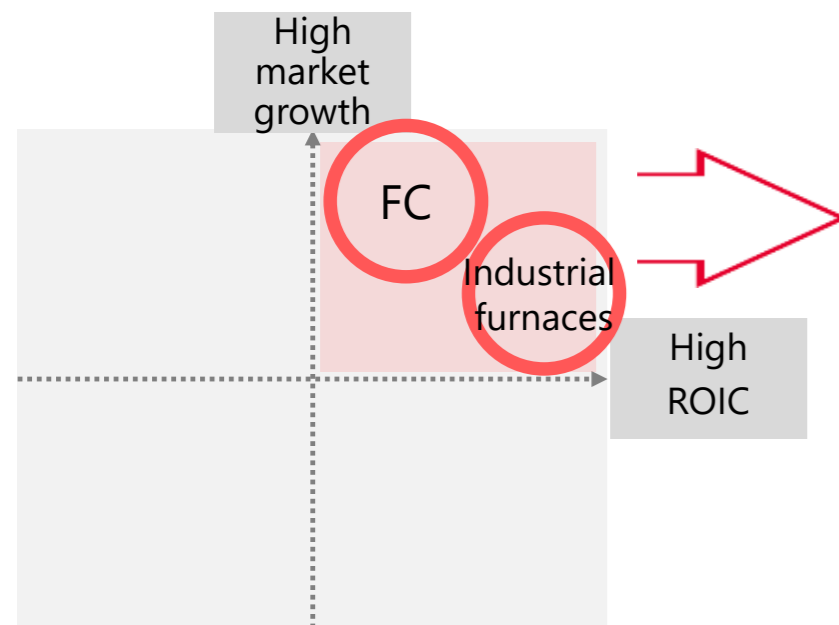 High
market
growth
FC
Industrial
furnaces
High
ROIC